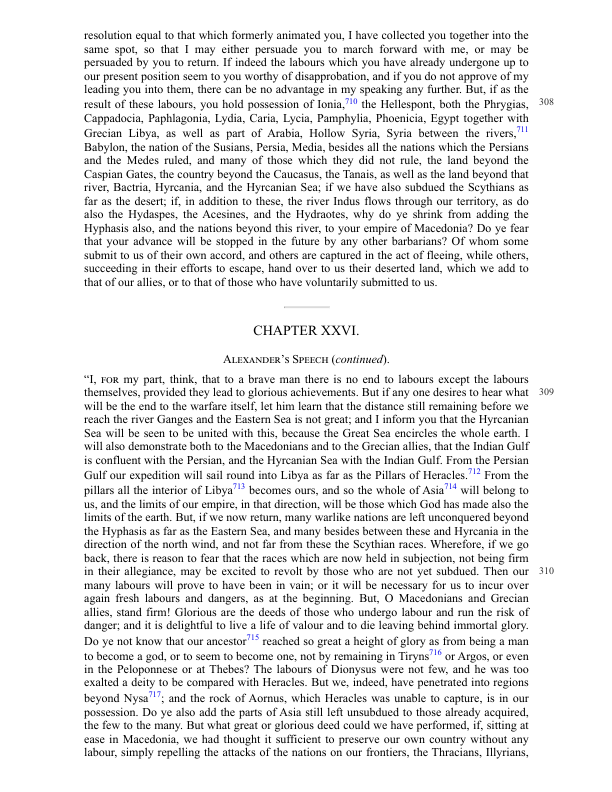 resolution equal to that which formerly animated you, I have collected you together into the
same spot, so that I may either persuade you to march forward with me, or may be
persuaded by you to return. If indeed the labours which you have already undergone up to
our present position seem to you worthy of disapprobation, and if you do not approve of my
leading you into them, there can be no advantage in my speaking any further. But, if as the
result of these labours, you hold possession of Ionia,710 the Hellespont, both the Phrygias, 308
Cappadocia, Paphlagonia, Lydia, Caria, Lycia, Pamphylia, Phoenicia, Egypt together with
Grecian Libya, as well as part of Arabia, Hollow Syria, Syria between the rivers,711
Babylon, the nation of the Susians, Persia, Media, besides all the nations which the Persians
and the Medes ruled, and many of those which they did not rule, the land beyond the
Caspian Gates, the country beyond the Caucasus, the Tanais, as well as the land beyond that
river, Bactria, Hyrcania, and the Hyrcanian Sea; if we have also subdued the Scythians as
far as the desert; if, in addition to these, the river Indus flows through our territory, as do
also the Hydaspes, the Acesines, and the Hydraotes, why do ye shrink from adding the
Hyphasis also, and the nations beyond this river, to your empire of Macedonia? Do ye fear
that your advance will be stopped in the future by any other barbarians? Of whom some
submit to us of their own accord, and others are captured in the act of fleeing, while others,
succeeding in their efforts to escape, hand over to us their deserted land, which we add to
that of our allies, or to that of those who have voluntarily submitted to us.
CHAPTER XXVI.
Alexander's Speech (continued).
“I, for my part, think, that to a brave man there is no end to labours except the labours
themselves, provided they lead to glorious achievements. But if any one desires to hear what 309
will be the end to the warfare itself, let him learn that the distance still remaining before we
reach the river Ganges and the Eastern Sea is not great; and I inform you that the Hyrcanian
Sea will be seen to be united with this, because the Great Sea encircles the whole earth. I
will also demonstrate both to the Macedonians and to the Grecian allies, that the Indian Gulf
is confluent with the Persian, and the Hyrcanian Sea with the Indian Gulf. From the Persian
Gulf our expedition will sail round into Libya as far as the Pillars of Heracles.712 From the
pillars all the interior of Libya713 becomes ours, and so the whole of Asia714 will belong to
us, and the limits of our empire, in that direction, will be those which God has made also the
limits of the earth. But, if we now return, many warlike nations are left unconquered beyond
the Hyphasis as far as the Eastern Sea, and many besides between these and Hyrcania in the
direction of the north wind, and not far from these the Scythian races. Wherefore, if we go
back, there is reason to fear that the races which are now held in subjection, not being firm
in their allegiance, may be excited to revolt by those who are not yet subdued. Then our 310
many labours will prove to have been in vain; or it will be necessary for us to incur over
again fresh labours and dangers, as at the beginning. But, O Macedonians and Grecian
allies, stand firm! Glorious are the deeds of those who undergo labour and run the risk of
danger; and it is delightful to live a life of valour and to die leaving behind immortal glory.
Do ye not know that our ancestor715 reached so great a height of glory as from being a man
to become a god, or to seem to become one, not by remaining in Tiryns716 or Argos, or even
in the Peloponnese or at Thebes? The labours of Dionysus were not few, and he was too
exalted a deity to be compared with Heracles. But we, indeed, have penetrated into regions
beyond Nysa717; and the rock of Aornus, which Heracles was unable to capture, is in our
possession. Do ye also add the parts of Asia still left unsubdued to those already acquired,
the few to the many. But what great or glorious deed could we have performed, if, sitting at
ease in Macedonia, we had thought it sufficient to preserve our own country without any
labour, simply repelling the attacks of the nations on our frontiers, the Thracians, Illyrians,